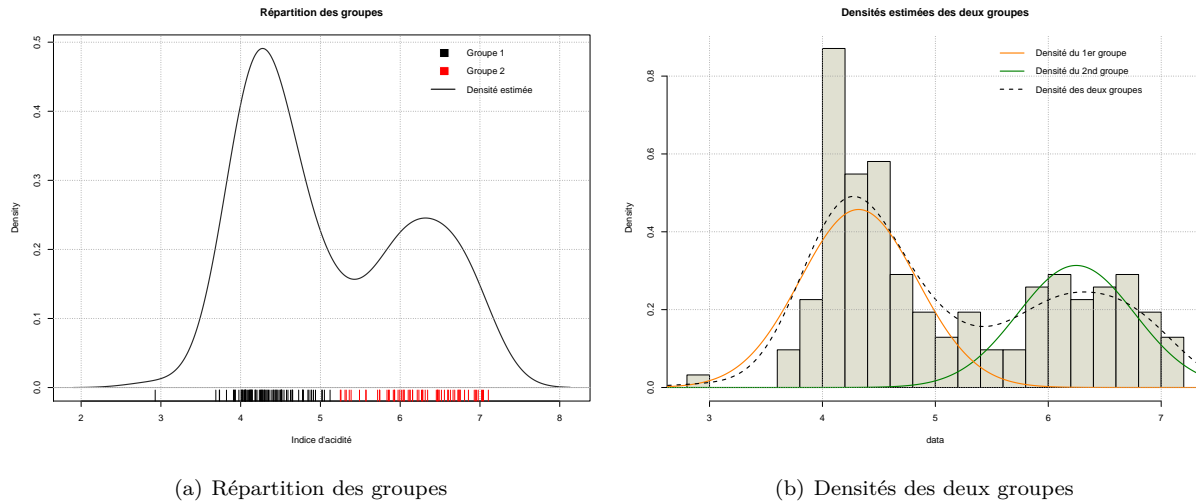 Répartition des groupes
Density
0.0
0.1
0.2
0.3
0.4
0.5
Groupe 1
Groupe 2
Densité estimée
2 3 4 5 6 7 8
Indice d'acidité
(a) Répartition des groupes
Densités estimées des deux groupes
Density
0.0
0.2
0.4
0.6
0.8
Densité du 1er groupe
Densité du 2nd groupe
Densité des deux groupes
3 4 5 6 7
data
(b) Densités des deux groupes